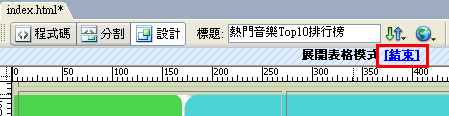 index.html*
程式碼 分割 設計 標題: 熱門音樂Top10排行榜
展開表格模式 [結束]
0 50 100 150 200 250 300 350 400